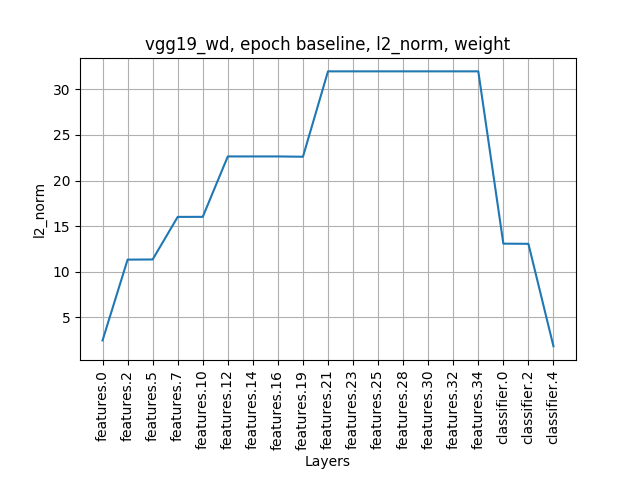 vgg19_wd, epoch baseline, l2_norm, weight
30
25
20
15
10
5
l2_norm
features.0
features.2
features.5
features.7
features.10
features.12
features.14
features.16
features.19
features.21
features.23
features.25
features.28
features.30
features.32
features.34
classifier.0
classifier.2
classifier.4
Layers